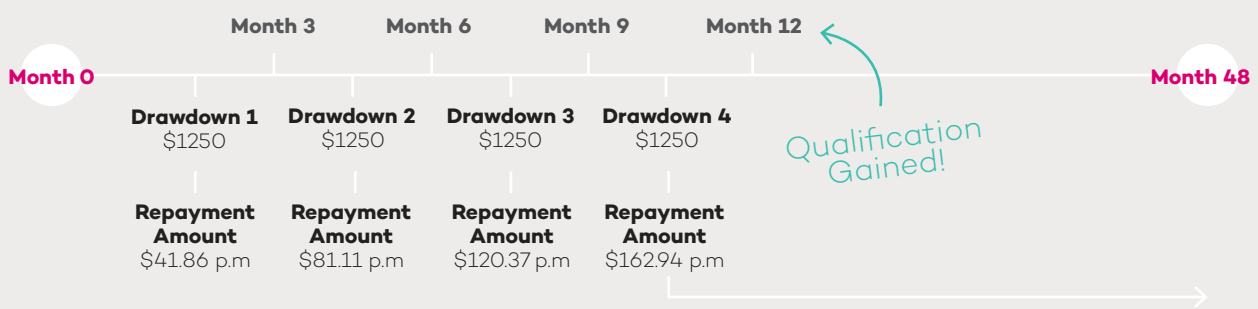 Month 3 Month 6 Month 9 Month 12
Month 0 Month 48
Drawdown 1 Drawdown 2 Drawdown 3 Drawdown 4
$1250 $1250 $1250 $1250
Qualification
Gained!
Repayment Repayment Repayment Repayment
Amount Amount Amount Amount
$41.86 p.m $81.11 p.m $120.37 p.m $162.94 p.m